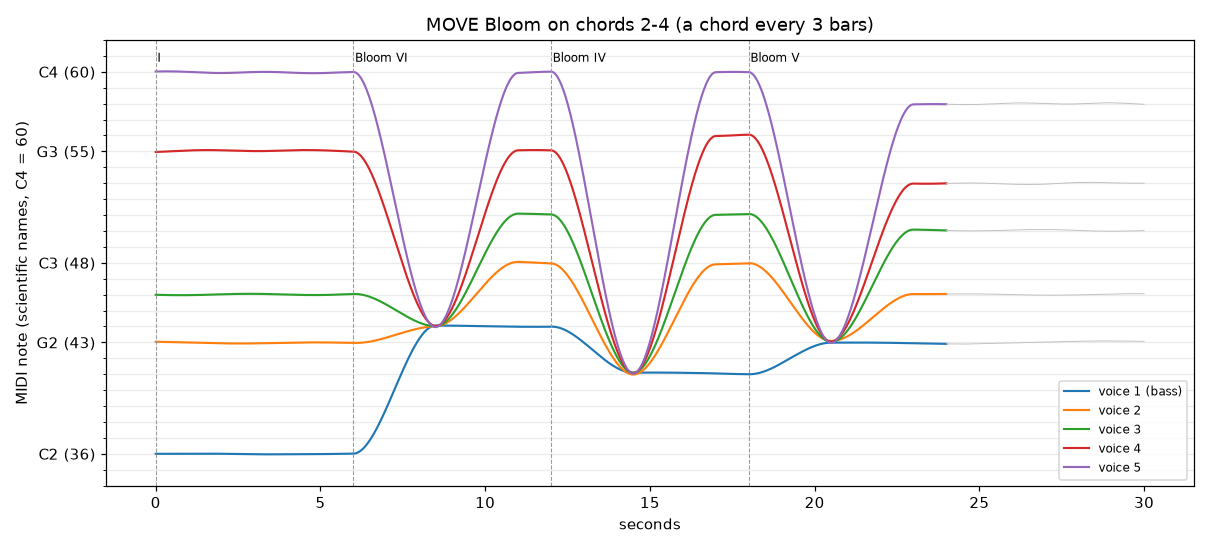 MOVE Bloom on chords 2-4 (a chord every 3 bars)
I
Bloom VI
Bloom IV
Bloom V
C4 (60)
G3 (55)
C3 (48)
G2 (43)
C2 (36)
MIDI note (scientific names, C4 = 60)
voice 1 (bass)
voice 2
voice 3
voice 4
voice 5
0
5
10
15
20
25
30
seconds